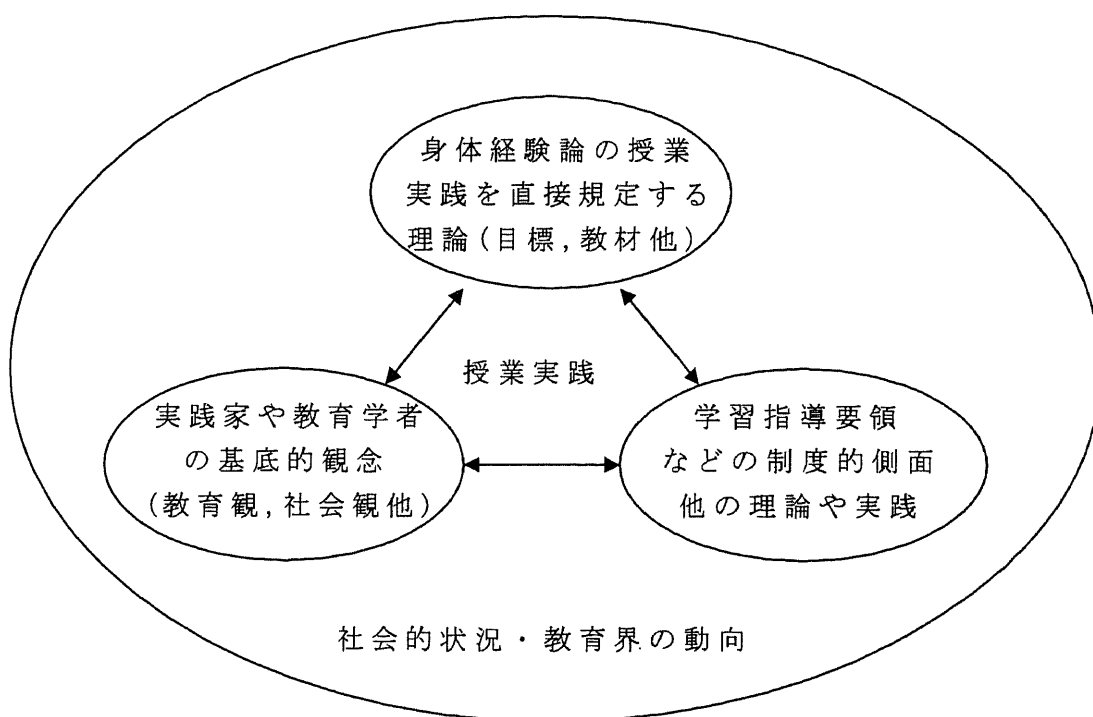 身体経験論の授業
実践を直接規定する
理論(目標,教材他)
授業実践
実践家や教育学者
の基底的観念
(教育観,社会観他)
学習指導要領
などの制度的側面
他の理論や実践
社会的状況・教育界の動向